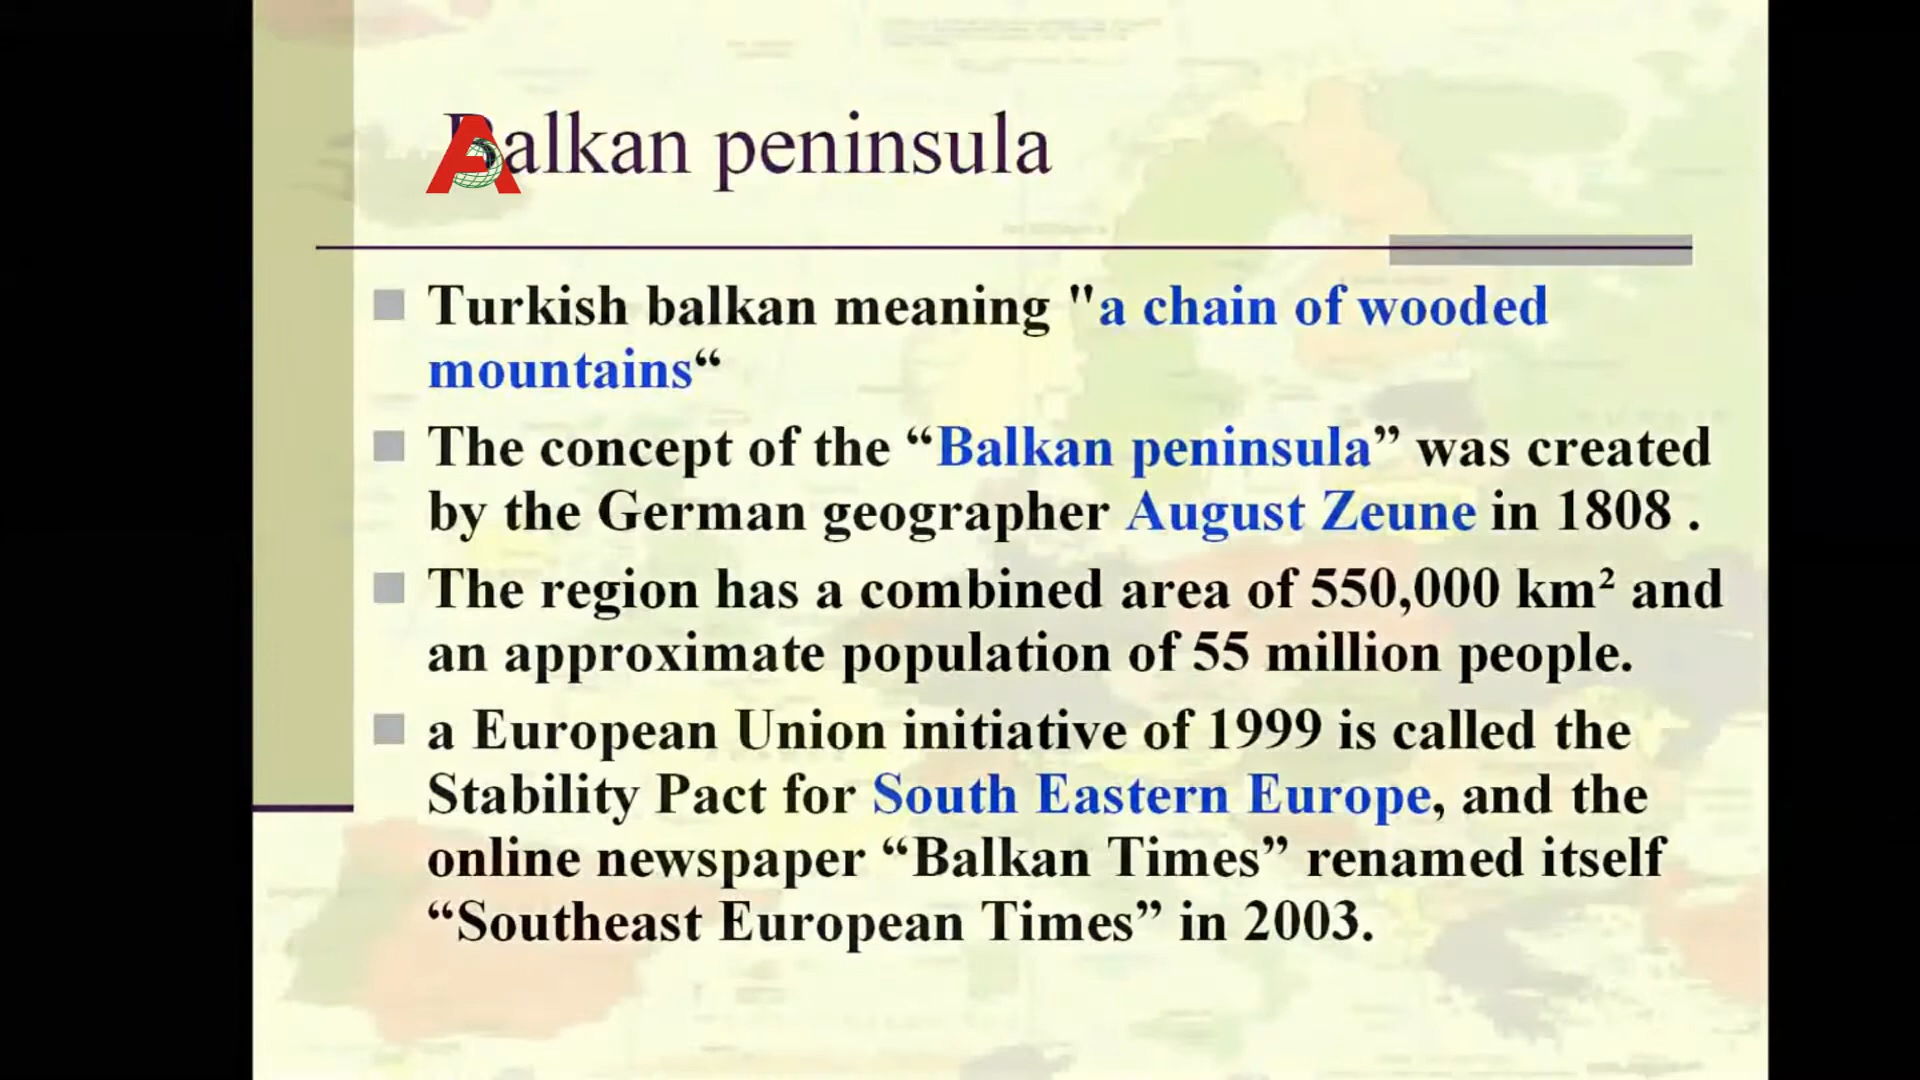 Balkan peninsula
Turkish balkan meaning "a chain of wooded
mountains“
The concept of the “Balkan peninsula” was created
by the German geographer August Zeune in 1808 .
The region has a combined area of 550,000 km² and
an approximate population of 55 million people.
a European Union initiative of 1999 is called the
Stability Pact for South Eastern Europe, and the
online newspaper “Balkan Times” renamed itself
“Southeast European Times” in 2003.